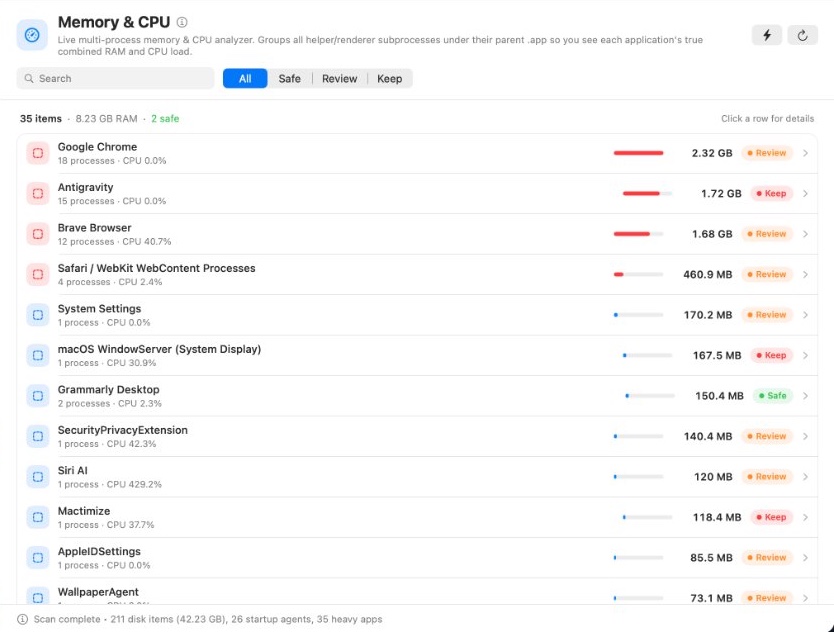 Memory & CPU
Live multi-process memory & CPU analyzer. Groups all helper/renderer subprocesses under their parent .app so you see each application's true
combined RAM and CPU load.
Search
All Safe Review Keep
35 items · 8.23 GB RAM · 2 safe
Click a row for details
Google Chrome
18 processes · CPU 0.0%
2.32 GB Review
Antigravity
15 processes · CPU 0.0%
1.72 GB Keep
Brave Browser
12 processes · CPU 40.7%
1.68 GB Review
Safari / WebKit WebContent Processes
4 processes · CPU 2.4%
460.9 MB Review
System Settings
1 process · CPU 0.0%
170.2 MB Review
macOS WindowServer (System Display)
1 process · CPU 30.9%
167.5 MB Keep
Grammarly Desktop
2 processes · CPU 2.3%
150.4 MB Safe
SecurityPrivacyExtension
1 process · CPU 42.3%
140.4 MB Review
Siri AI
1 process · CPU 429.2%
120 MB Review
Mactimize
1 process · CPU 37.7%
118.4 MB Keep
AppleIDSettings
1 process · CPU 0.0%
85.5 MB Review
WallpaperAgent
73.1 MB Review
Scan complete • 211 disk items (42.23 GB), 26 startup agents, 35 heavy apps